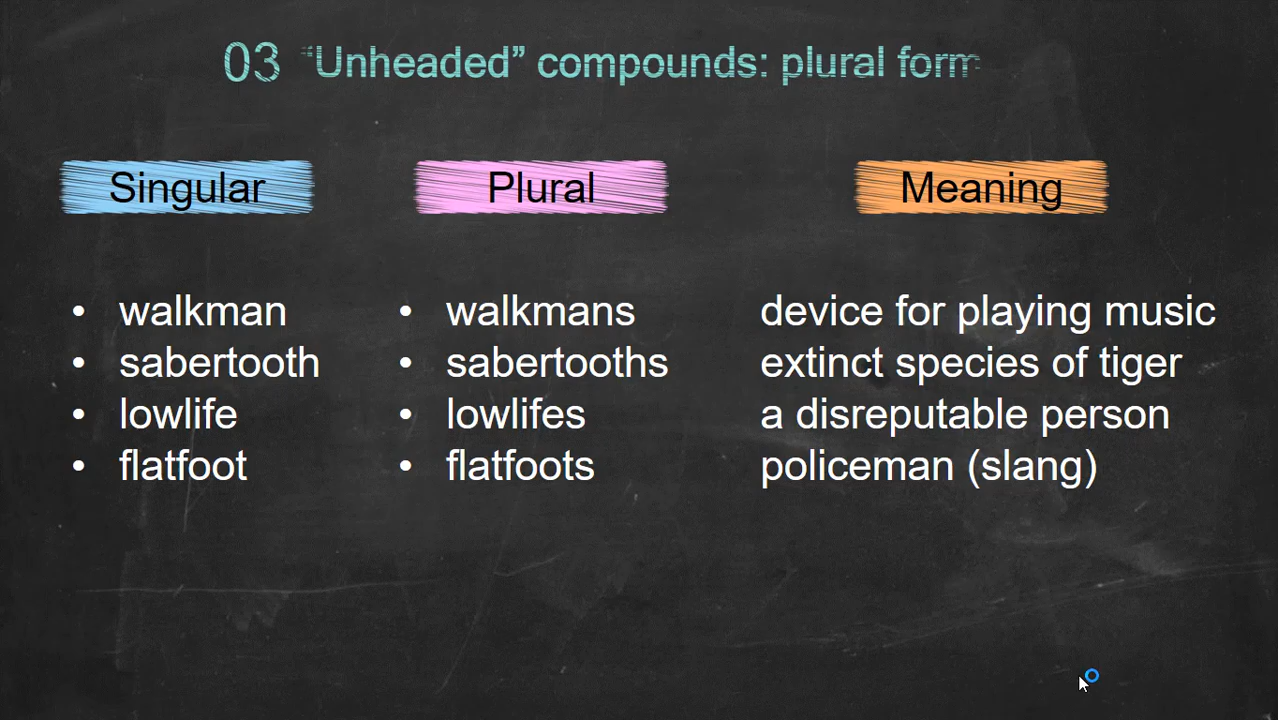 03 “Unheaded” compounds: plural form
Singular Plural Meaning
• walkman • walkmans device for playing music
• sabertooth • sabertooths extinct species of tiger
• lowlife • lowlifes a disreputable person
• flatfoot • flatfoots policeman (slang)